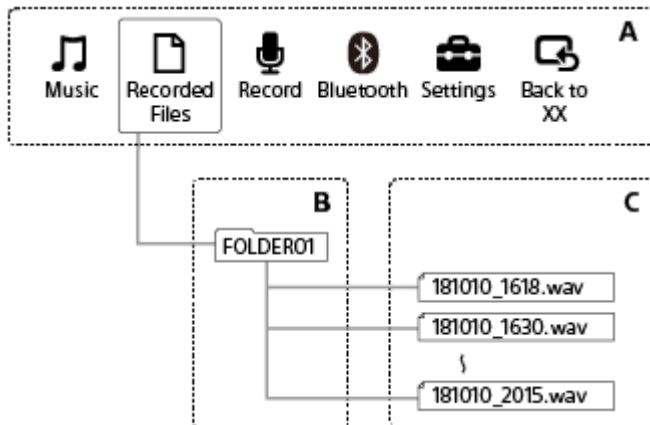 A
Music
Recorded
Files
Record
Bluetooth
Settings
Back to
XX
B
C
FOLDER01
181010_1618.wav
181010_1630.wav
181010_2015.wav